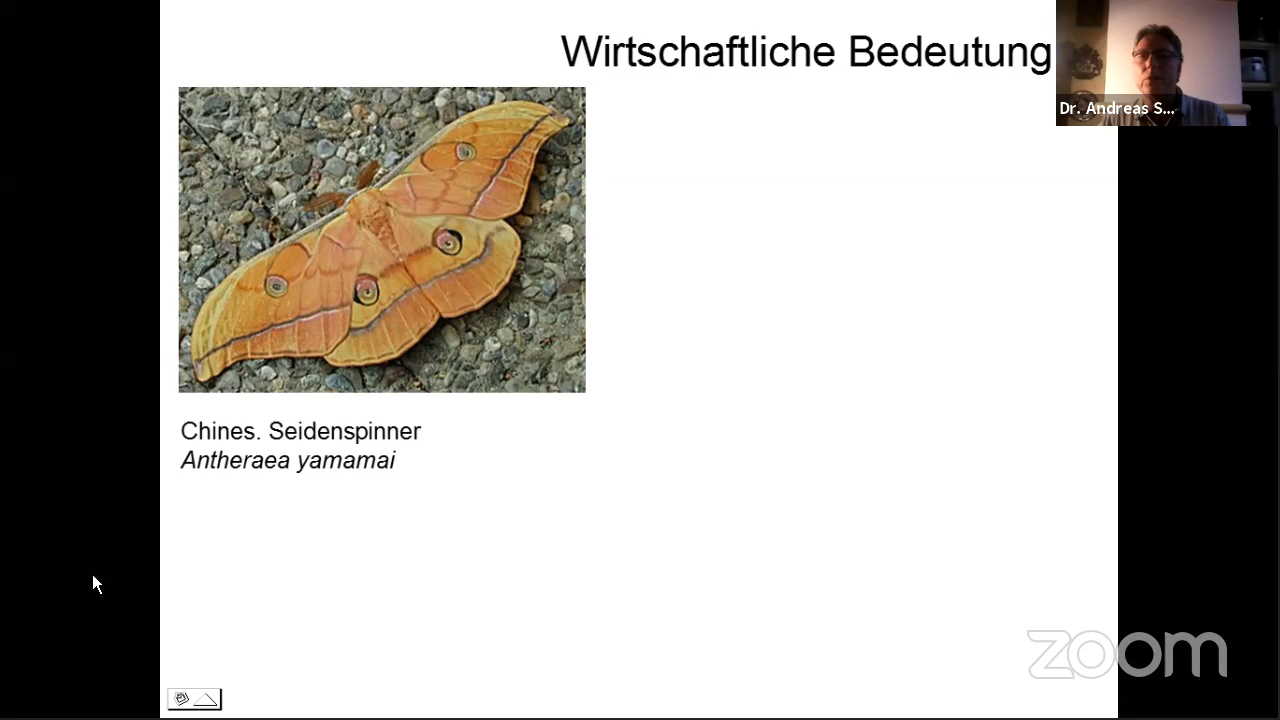 Wirtschaftliche Bedeutung
Dr. Andreas S...
Chines. Seidenspinner
Antheraea yamamai
zoom